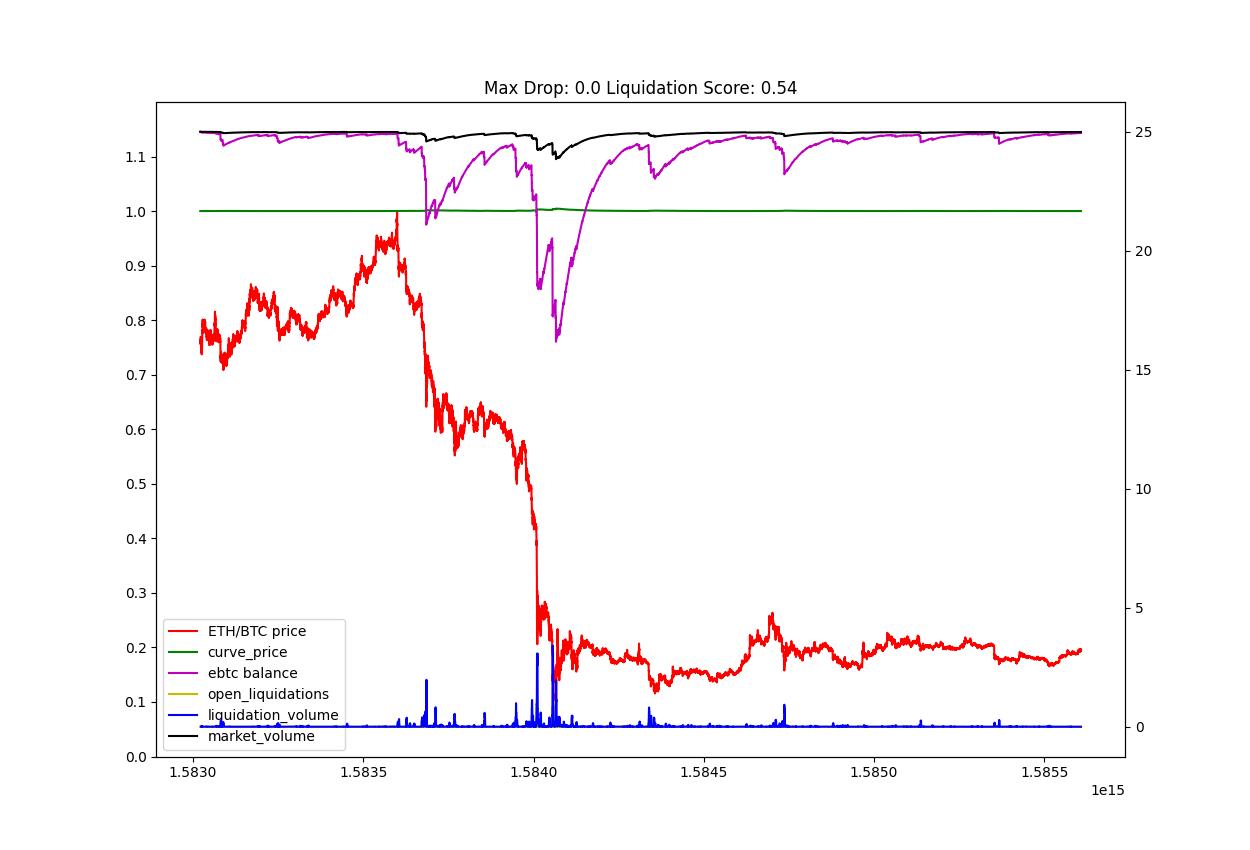 Max Drop: 0.0 Liquidation Score: 0.54
1.1
1.0
0.9
0.8
0.7
0.6
0.5
0.4
0.3
0.2
0.1
0.0
25
20
15
10
5
0
ETH/BTC price
curve_price
ebtc balance
open_liquidations
liquidation_volume
market_volume
1.5830 1.5835 1.5840 1.5845 1.5850 1.5855
1e15